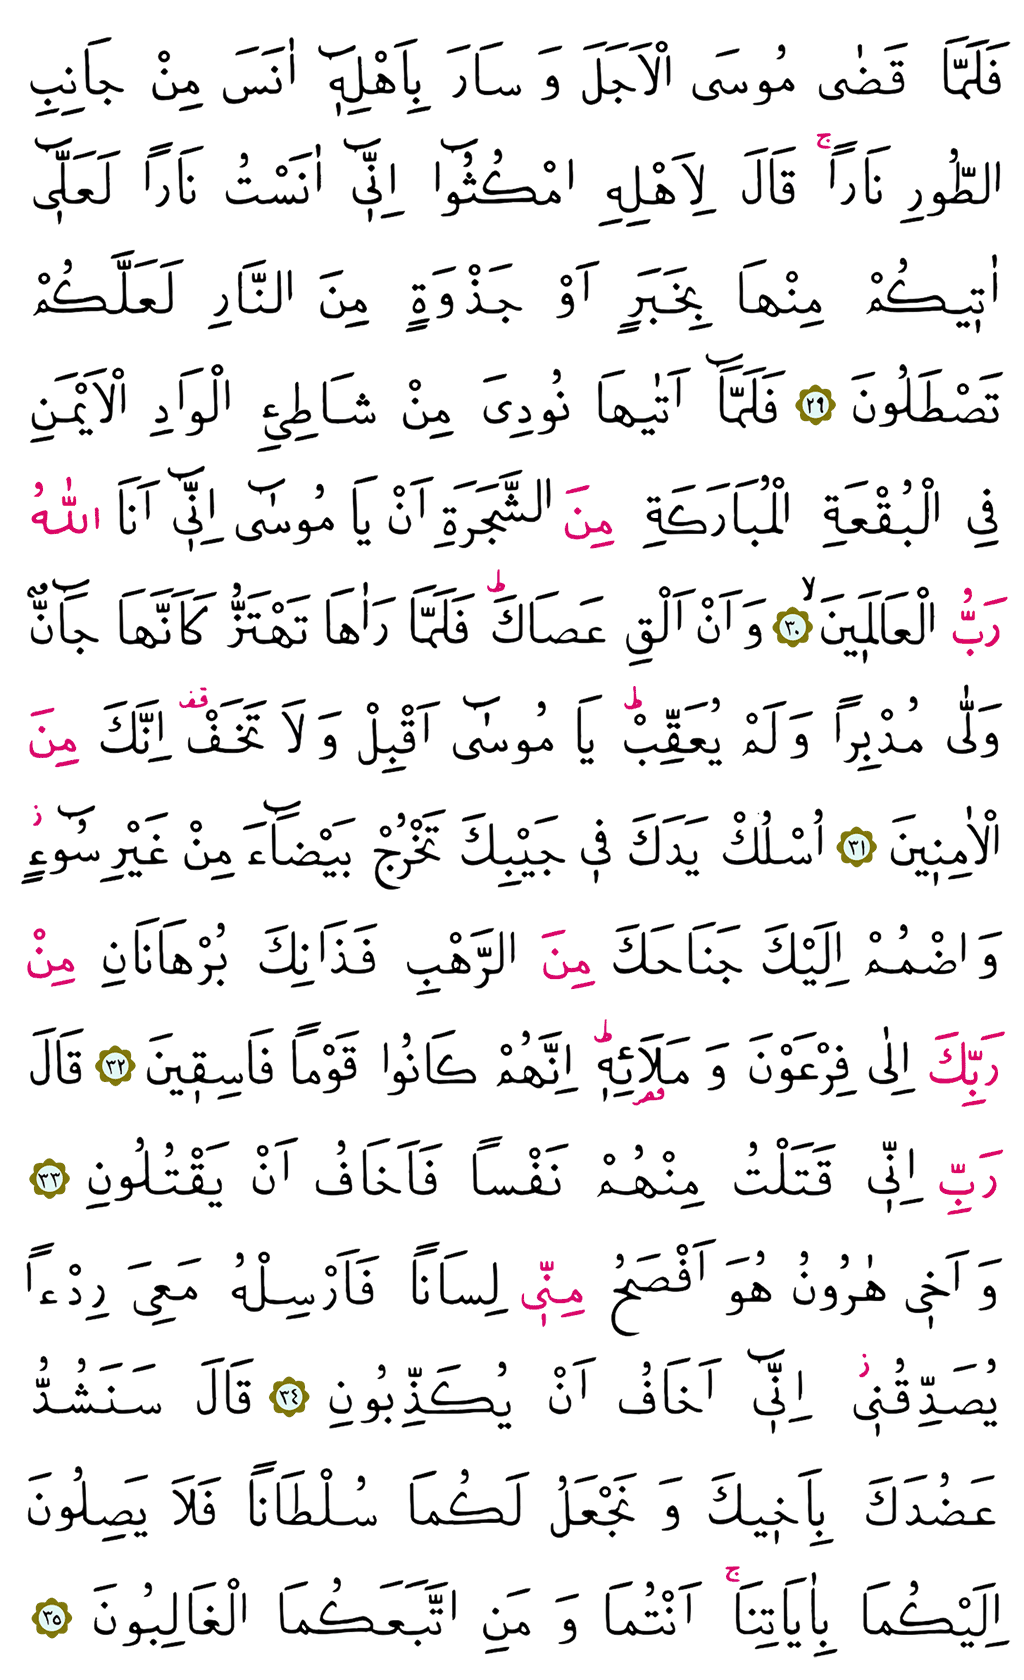 فَلَمَّا قَضٰى مُوسَى الْاَجَلَ وَ سَارَ بِاَهْلِهٖٓ اٰنَسَ مِنْ جَانِبِ
الطُّورِ نَاراًۚ قَالَ لِاَهْلِهِ امْكُثُٓوا اِنّٖٓي اٰنَسْتُ نَاراً لَعَلّٖٓي
اٰتٖيكُمْ مِنْهَا بِخَبَرٍ اَوْ جَذْوَةٍ مِنَ النَّارِ لَعَلَّكُمْ
تَصْطَلُونَ ﴿٢٩﴾ فَلَمَّٓا اَتٰيهَا نُودِىَ مِنْ شَاطِئِ الْوَادِ الْاَيْمَنِ
فِي الْبُقْعَةِ الْمُبَارَكَةِ مِنَ الشَّجَرَةِ اَنْ يَا مُوسٰٓى اِنّٖٓي اَنَا اللّٰهُ
رَبُّ الْعَالَمٖينَۙ ﴿٣٠﴾ وَ اَنْ اَلْقِ عَصَاكَۜ فَلَمَّا رَاٰهَا تَهْتَزُّ كَاَنَّهَا جَٓانٌّ
وَلّٰى مُدْبِراً وَ لَمْ يُعَقِّبْۜ يَا مُوسٰٓى اَقْبِلْ وَ لَا تَخَفْ قف اِنَّكَ مِنَ
الْاٰمِنٖينَ ﴿٣١﴾ اُسْلُكْ يَدَكَ فٖي جَيْبِكَ تَخْرُجْ بَيْضَٓاءَ مِنْ غَيْرِ سُٓوءٍ ز
وَ اضْمُمْ اِلَيْكَ جَنَاحَكَ مِنَ الرَّهْبِ فَذَانِكَ بُرْهَانَانِ مِنْ
رَبِّكَ اِلٰى فِرْعَوْنَ وَ مَلَا۬ئِهٖۜ اِنَّهُمْ كَانُوا قَوْماً فَاسِقٖينَ ﴿٣٢﴾ قَالَ
رَبِّ اِنّٖي قَتَلْتُ مِنْهُمْ نَفْساً فَاَخَافُ اَنْ يَقْتُلُونِ ﴿٣٣﴾
وَ اَخٖي هٰرُونُ هُوَ اَفْصَحُ مِنّٖي لِسَاناً فَاَرْسِلْهُ مَعِىَ رِدْءاً
يُصَدِّقُنٖي ز اِنّٖٓي اَخَافُ اَنْ يُكَذِّبُونِ ﴿٣٤﴾ قَالَ سَنَشُدُّ
عَضُدَكَ بِاَخٖيكَ وَ نَجْعَلُ لَكُمَا سُلْطَاناً فَلَا يَصِلُونَ
اِلَيْكُمَا بِاٰيَاتِنَاۚ اَنْتُمَا وَ مَنِ اتَّبَعَكُمَا الْغَالِبُونَ ﴿٣٥﴾